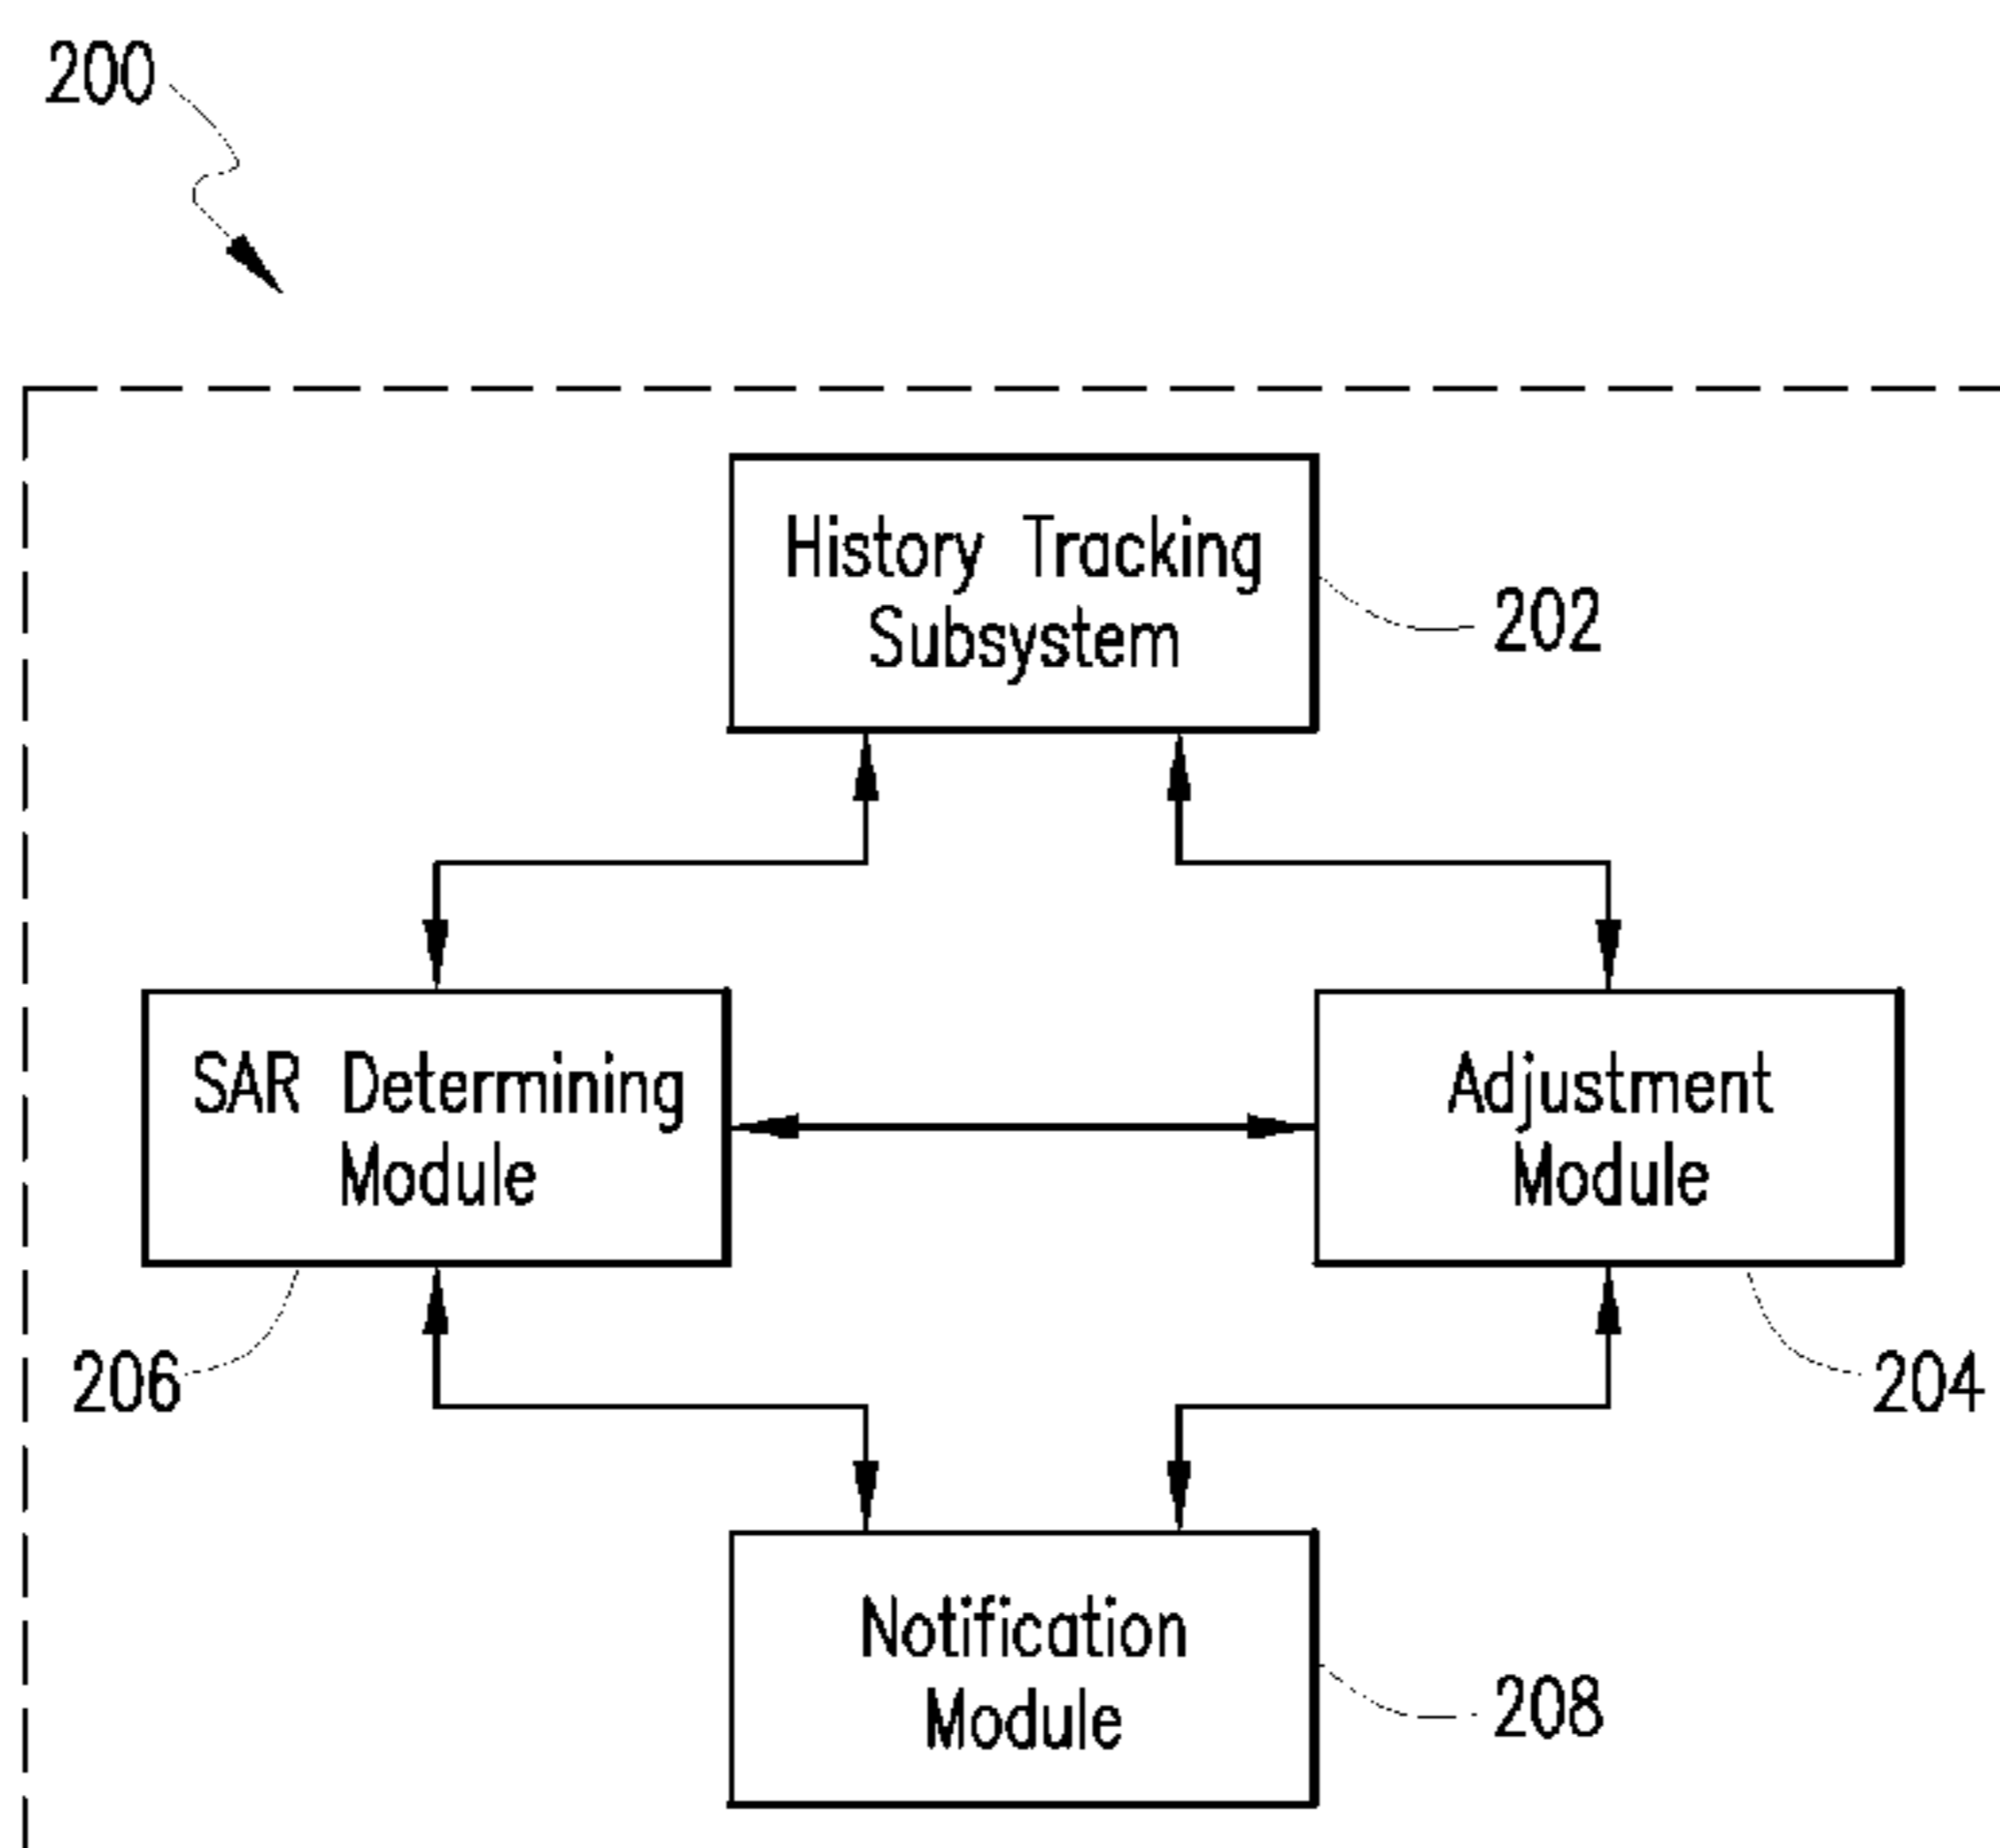 200
History Tracking
Subsystem
202
SAR Determining
Module
Adjustment
Module
206
204
Notification
Module
208